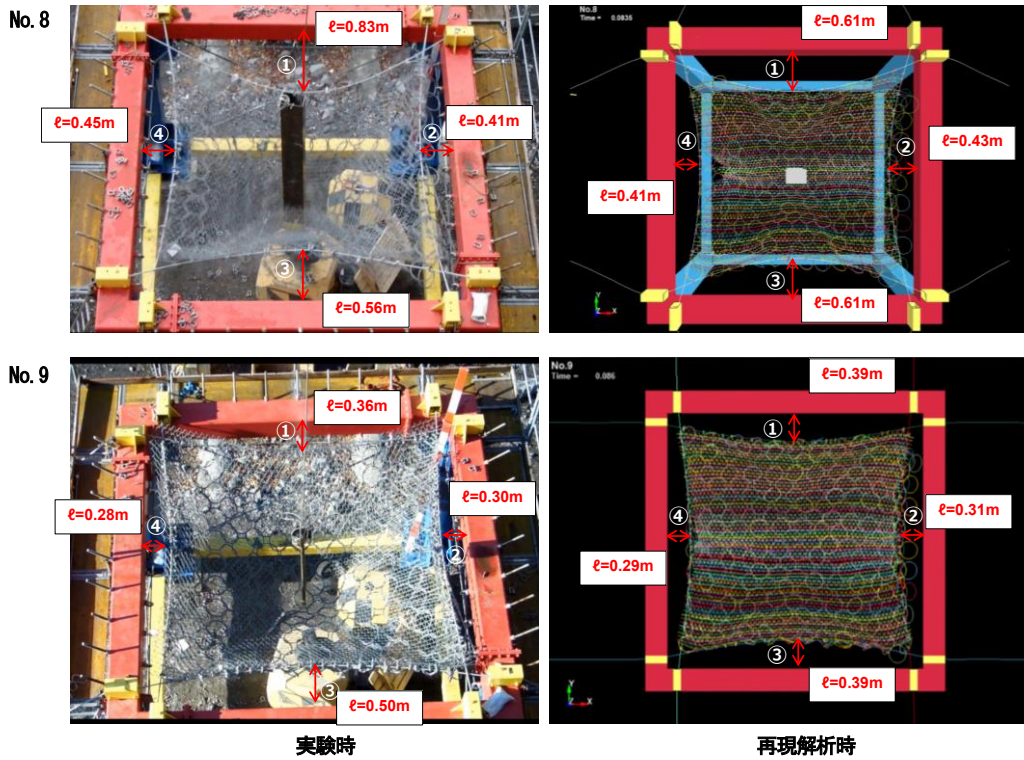 No. 8
ℓ=0.83m
①
ℓ=0.45m
④
②
ℓ=0.41m
③
ℓ=0.56m
No.8
Time = 0.0835
ℓ=0.61m
①
④
②
ℓ=0.43m
ℓ=0.41m
③
ℓ=0.61m
Y
Z X
No. 9
ℓ=0.36m
①
ℓ=0.28m
④
ℓ=0.30m
②
③
ℓ=0.50m
No.9
Time = 0.086
ℓ=0.39m
①
④
②
ℓ=0.31m
ℓ=0.29m
③
ℓ=0.39m
Y
Z X
実験時
再現解析時